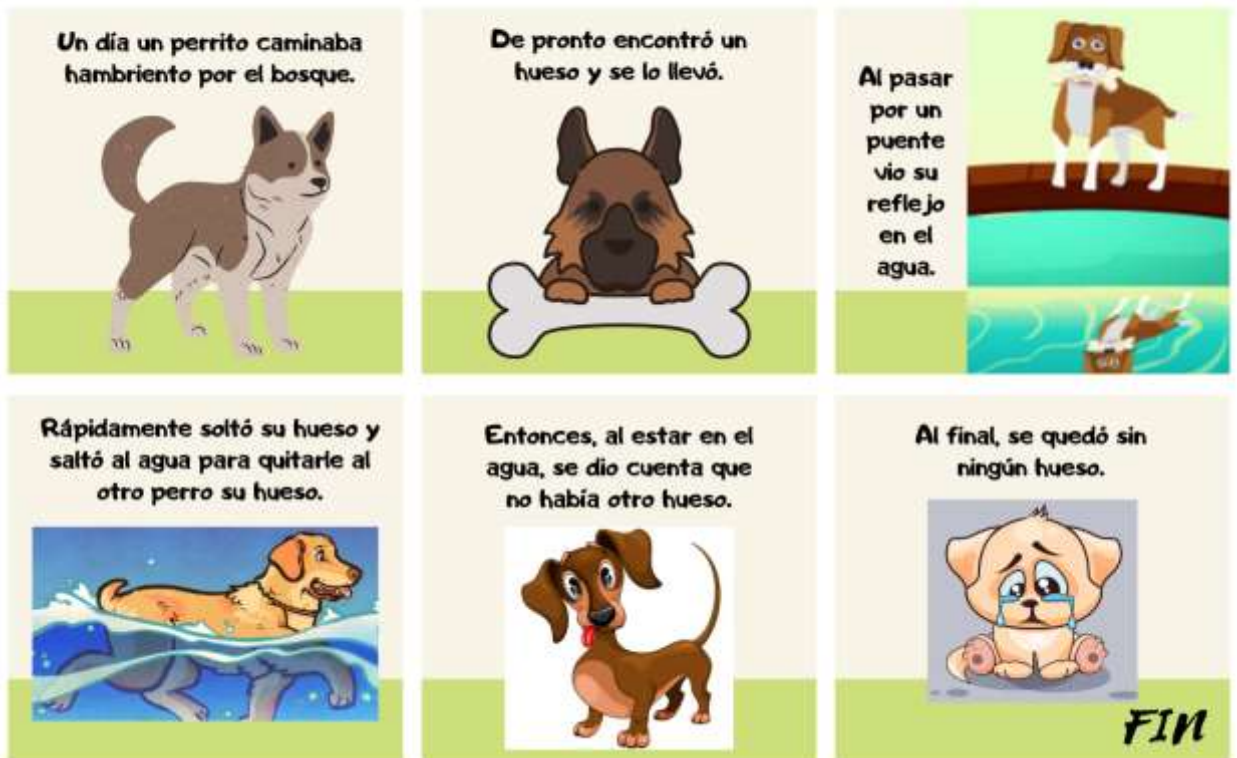 Un día un perrito caminaba
hambriento por el bosque.
De pronto encontró un
hueso y se lo llevó.
Al pasar
por un
puente
vio su
reflejo
en el
agua.
Rápidamente soltó su hueso y
saltó al agua para quitarle al
otro perro su hueso.
Entonces, al estar en el
agua, se dio cuenta que
no había otro hueso.
Al final, se quedó sin
ningún hueso.
FIN